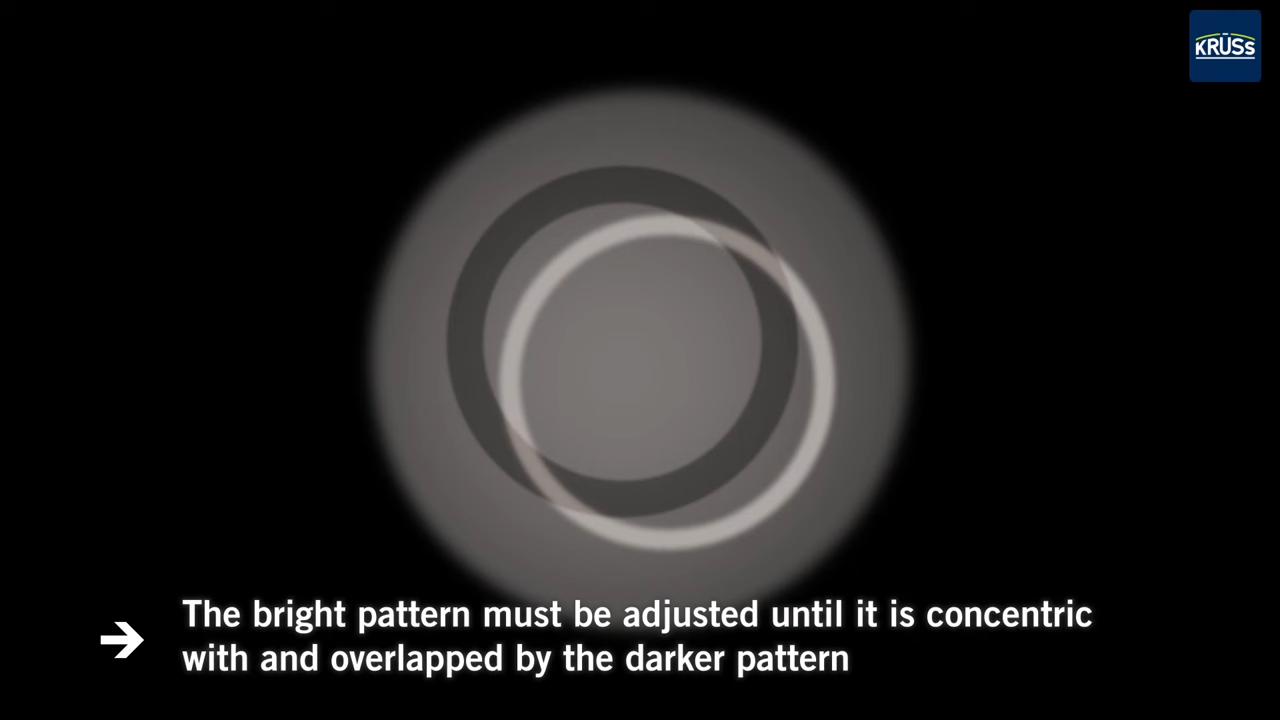 KRÜSS
The bright pattern must be adjusted until it is concentric
with and overlapped by the darker pattern